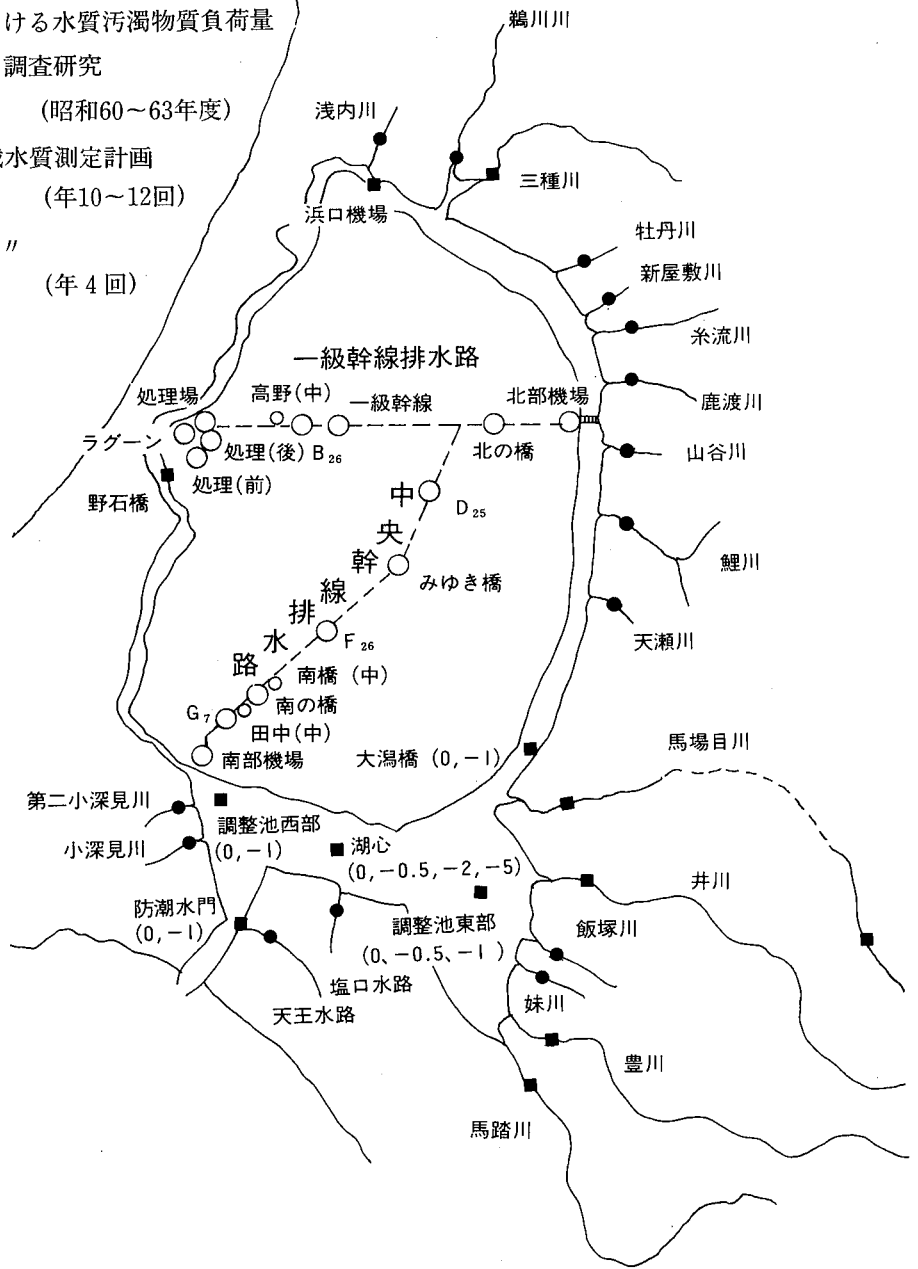 ける水質汚濁物質負荷量
調査研究
(昭和60～63年度)
水質測定計画
(年10～12回)
〃
(年4回)
鵜川川
浅内川
三種川
浜口機場
牡丹川
新屋敷川
糸流川
一級幹線排水路
処理場
高野(中)
一級幹線
北部機場
鹿渡川
ラグーン
処理(後)
B26
北の橋
山谷川
処理(前)
野石橋
D25
鯉川
みゆき橋
中央幹線排水路
天瀬川
F26
南橋(中)
G7
南の橋
田中(中)
南部機場
大潟橋(0,-1)
馬場目川
第二小深見川
調整池西部
(0,-1)
小深見川
湖心
(0,-0.5,-2,-5)
井川
防潮水門
(0,-1)
調整池東部
(0、-0.5、-1)
飯塚川
塩口水路
妹川
天王水路
豊川
馬踏川